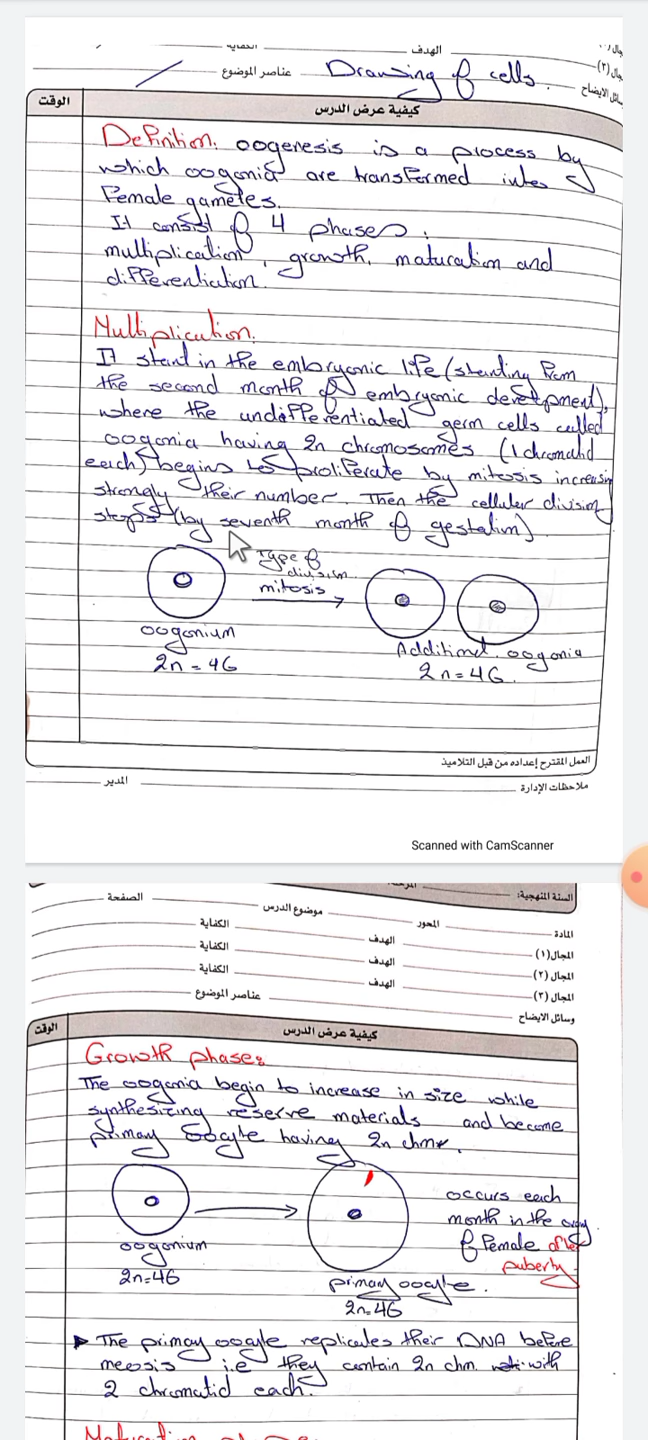 الهدف
عناصر الموضوع Drawing of cells.
الوقت
كيفية عرض الدرس
Definition: oogenesis is a process by
which oogonia are transformed into
Female gametes.
It consist of 4 phases:
multiplication, growth, maturation and
differentiation.
Multiplication:
It start in the embryonic life (starting from
the second month of embryonic development),
where the undifferentiated germ cells called
oogonia having 2n chromosomes (1 chromatid
each) begins to proliferate by mitosis increasing
strongly their number. Then the cellular division
stops (by seventh month of gestation).
Type of
division
mitosis
oogonium
2n = 46
Additional oogonia
2n = 46.
العمل المقترح إعداده من قبل التلاميذ
ملاحظات الإدارة
المدير
Scanned with CamScanner
السنة المنهجية:
المادة المحور موضوع الدرس الصفحة
المجال (١) الهدف الكفاية
المجال (٢) الهدف الكفاية
المجال (٣) الهدف الكفاية
وسائل الايضاح عناصر الموضوع
الوقت
كيفية عرض الدرس
Growth phase:
The oogonia begin to increase in size while
synthesizing reserve materials and become
primary oocyte having 2n chms.
oogonium
2n=46
primary oocyte.
2n=46
occurs each
month in the ovary
of Female after
puberty
The primary oocyte replicates their DNA before
meosis i.e they contain 2n chm. with
2 chromatid each.